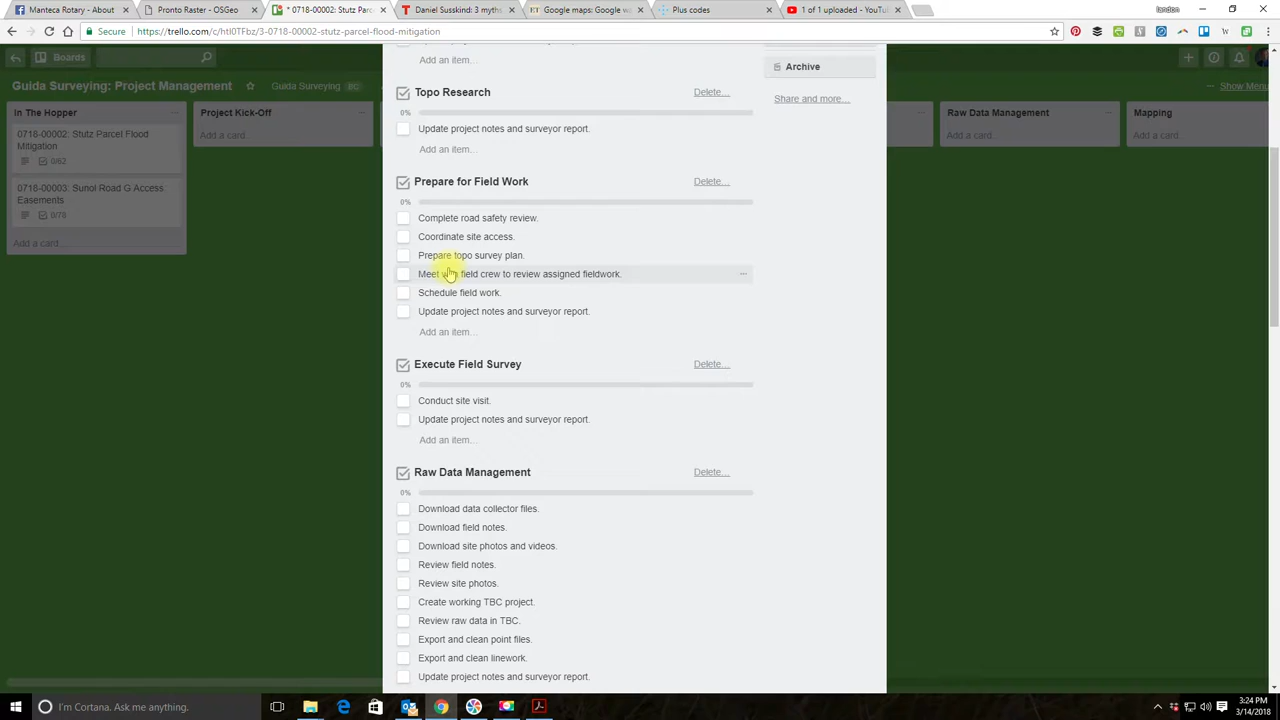 Manteca Rotary - About
Pronto Raster - OSGeo
* 0718-00002: Stutz Parc
Daniel Susskind: 3 myths
Google maps: Google w
Plus codes
1 of 1 uploaded - YouTu
landon
Secure
https://trello.com/c/htl0TFbz/3-0718-00002-stutz-parcel-flood-mitigation
Boards
Guida Surveying: Project Management
Guida Surveying
BC
Show Menu
In The Hopper
0718-00002: Stutz Parcel Flood
Mitigation
0/62
0718-00003. Sunol Road G Access
Easements
0/78
Add a card...
Project Kick-Off
Add a card...
Raw Data Management
Add a card
Mapping
Add a card...
Add an item...
Topo Research
Delete...
0%
Update project notes and surveyor report.
Add an item...
Prepare for Field Work
Delete...
0%
Complete road safety review.
Coordinate site access.
Prepare topo survey plan.
Meet field crew to review assigned fieldwork.
Schedule field work.
Update project notes and surveyor report.
Add an item...
Execute Field Survey
Delete...
0%
Conduct site visit.
Update project notes and surveyor report.
Add an item...
Raw Data Management
Delete...
0%
Download data collector files.
Download field notes.
Download site photos and videos.
Review field notes.
Review site photos.
Create working TBC project.
Review raw data in TBC.
Export and clean point files.
Export and clean linework.
Update project notes and surveyor report.
Archive
Share and more...
I'm Cortana. Ask me anything.
3:24 PM
3/14/2018